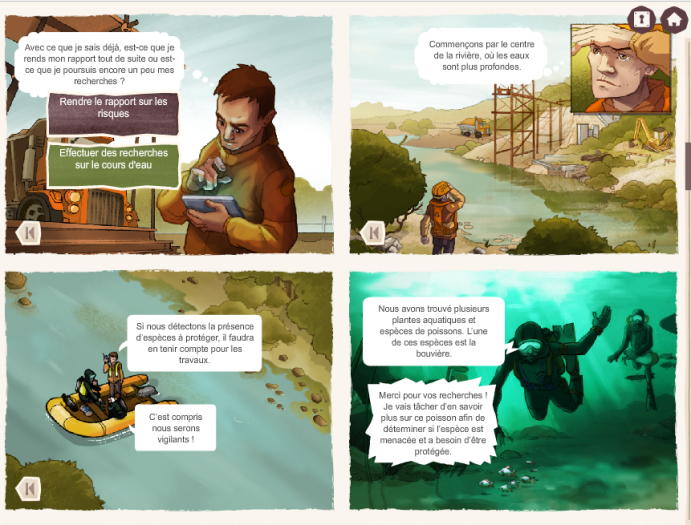 Avec ce que je sais déjà, est-ce que je
rends mon rapport tout de suite ou est-
ce que je poursuis encore un peu mes
recherches ?
Rendre le rapport sur les
risques
Effectuer des recherches
sur le cours d'eau
Commençons par le centre
de la rivière, où les eaux
sont plus profondes.
Si nous détectons la présence
d'espèces à protéger, il faudra
en tenir compte pour les
travaux.
C'est compris
nous serons
vigilants !
Nous avons trouvé plusieurs
plantes aquatiques et
espèces de poissons. L'une
de ces espèces est la
bouvière.
Merci pour vos recherches !
Je vais tâcher d'en savoir
plus sur ce poisson afin de
déterminer si l'espèce est
menacée et a besoin d'être
protégée.